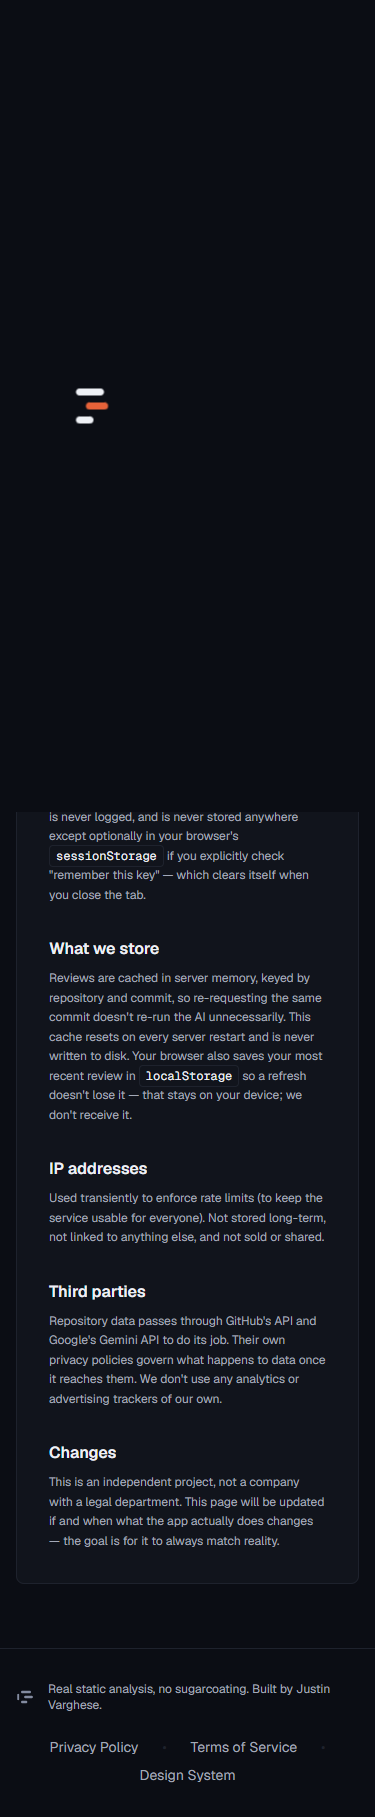 is never logged, and is never stored anywhere
except optionally in your browser's
sessionStorage if you explicitly check
"remember this key" — which clears itself when
you close the tab.
What we store
Reviews are cached in server memory, keyed by
repository and commit, so re-requesting the same
commit doesn't re-run the AI unnecessarily. This
cache resets on every server restart and is never
written to disk. Your browser also saves your most
recent review in localStorage so a refresh
doesn't lose it — that stays on your device; we
don't receive it.
IP addresses
Used transiently to enforce rate limits (to keep the
service usable for everyone). Not stored long-term,
not linked to anything else, and not sold or shared.
Third parties
Repository data passes through GitHub's API and
Google's Gemini API to do its job. Their own
privacy policies govern what happens to data once
it reaches them. We don't use any analytics or
advertising trackers of our own.
Changes
This is an independent project, not a company
with a legal department. This page will be updated
if and when what the app actually does changes
— the goal is for it to always match reality.
Real static analysis, no sugarcoating. Built by Justin
Varghese.
Privacy Policy · Terms of Service ·
Design System